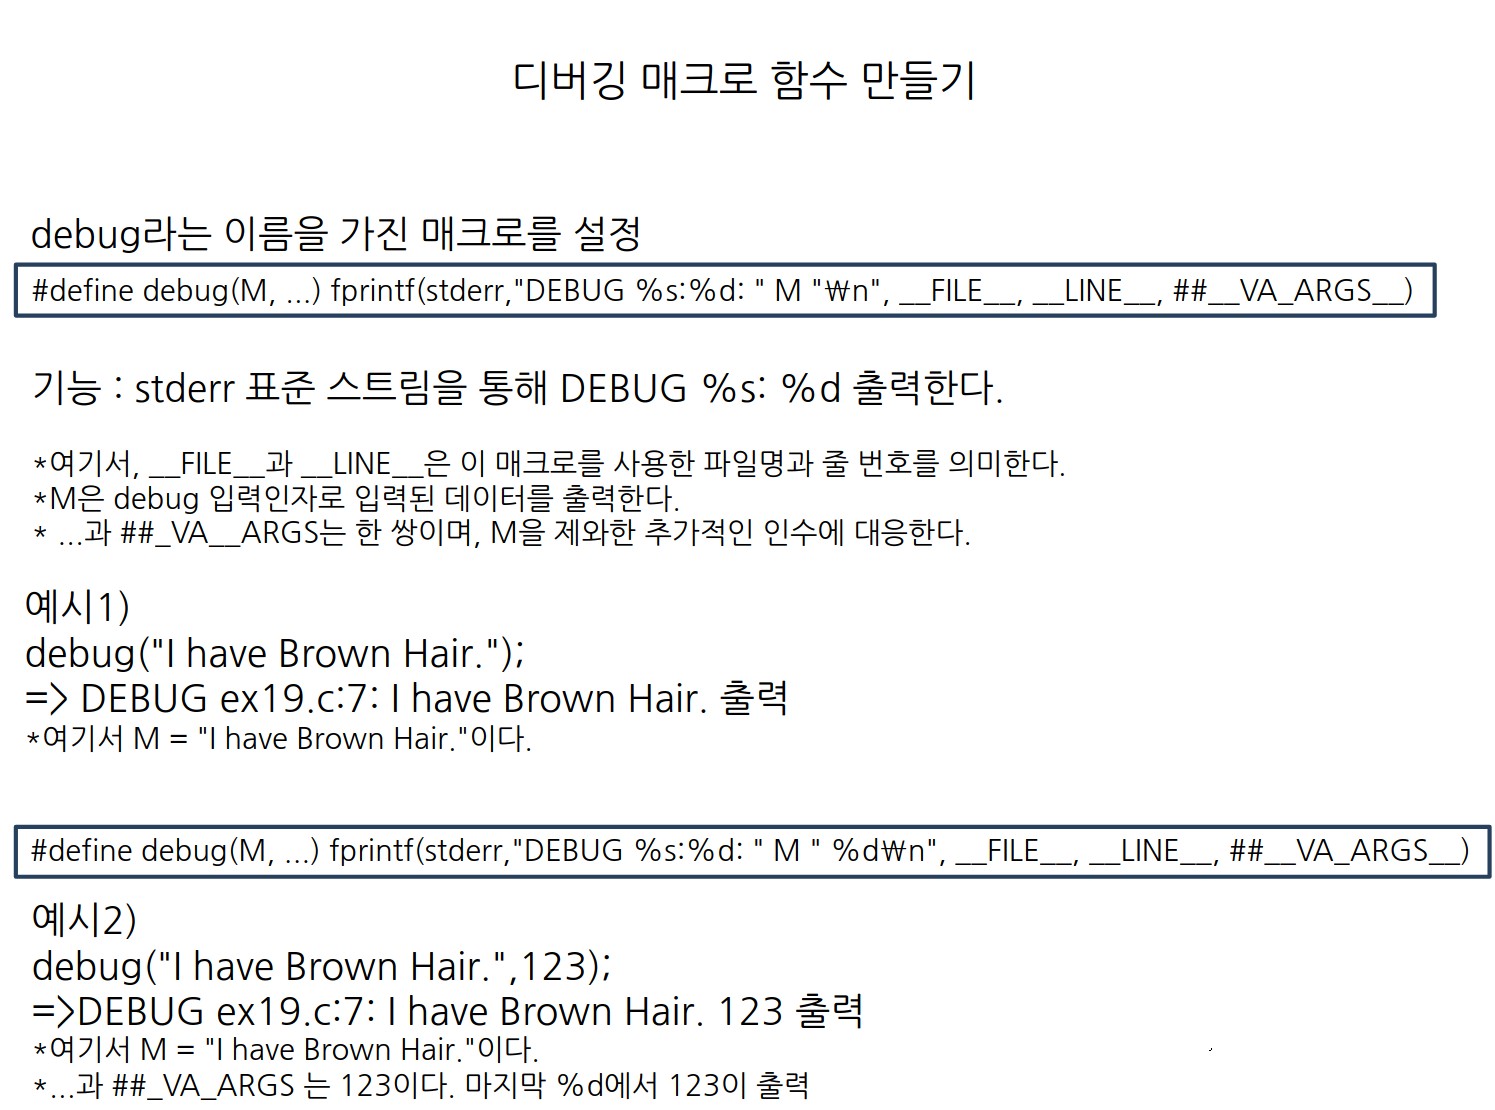 디버깅 매크로 함수 만들기
debug라는 이름을 가진 매크로를 설정
#define debug(M, ...) fprintf(stderr,"DEBUG %s:%d: " M "₩n", __FILE__, __LINE__, ##__VA_ARGS__)
기능 : stderr 표준 스트림을 통해 DEBUG %s: %d 출력한다.
*여기서, __FILE__과 __LINE__은 이 매크로를 사용한 파일명과 줄 번호를 의미한다.
*M은 debug 입력인자로 입력된 데이터를 출력한다.
* ...과 ##_VA__ARGS는 한 쌍이며, M을 제와한 추가적인 인수에 대응한다.
예시1)
debug("I have Brown Hair.");
=> DEBUG ex19.c:7: I have Brown Hair. 출력
*여기서 M = "I have Brown Hair."이다.
#define debug(M, ...) fprintf(stderr,"DEBUG %s:%d: " M " %d₩n", __FILE__, __LINE__, ##__VA_ARGS__)
예시2)
debug("I have Brown Hair.",123);
=>DEBUG ex19.c:7: I have Brown Hair. 123 출력
*여기서 M = "I have Brown Hair."이다.
*...과 ##_VA_ARGS 는 123이다. 마지막 %d에서 123이 출력